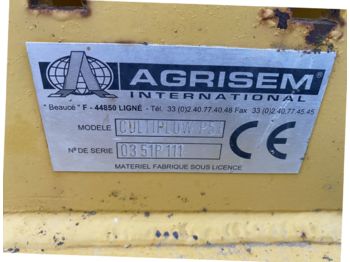 AGRISEM
INTERNATIONAL
" Beauce " F - 44850 LIGNÉ - Tél. 33 (0)2.40.77.40.48 Fax 33 (0)2.40.77.45.45
MODELE CULTIPLOW PS
CE
N° DE SERIE 03 51P 111
MATERIEL FABRIQUE SOUS LICENCE